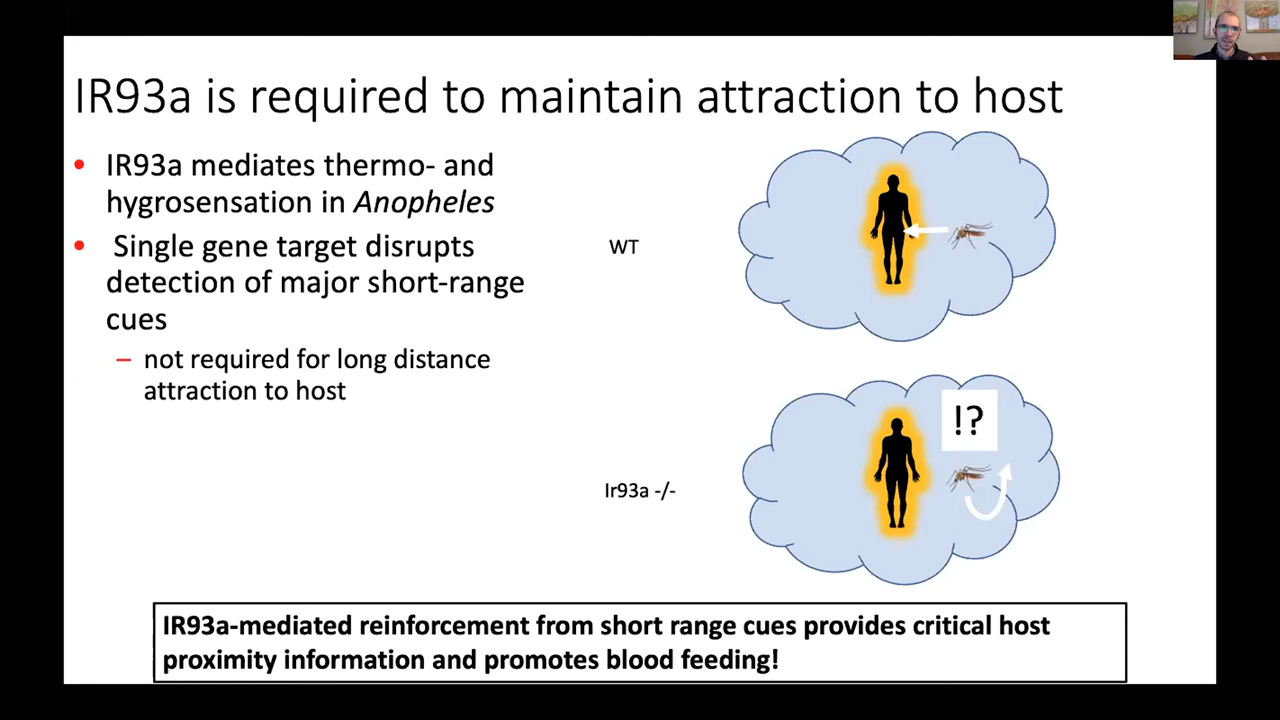 IR93a is required to maintain attraction to host
• IR93a mediates thermo- and
hygrosensation in Anopheles
• Single gene target disrupts
detection of major short-range
cues
– not required for long distance
attraction to host
WT
!?
Ir93a -/-
IR93a-mediated reinforcement from short range cues provides critical host
proximity information and promotes blood feeding!